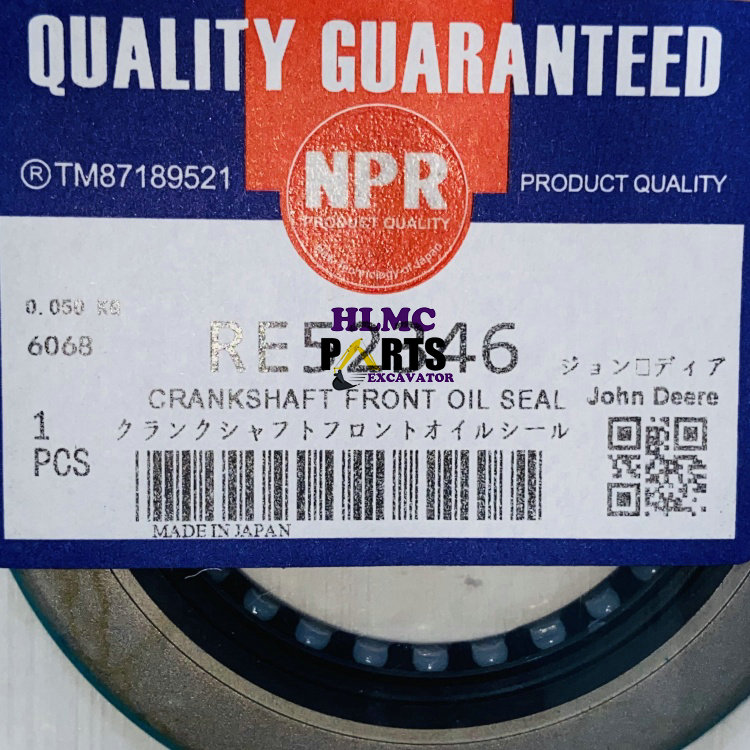 QUALITY GUARANTEED
®TM87189521
NPR
PRODUCT QUALITY
PRODUCT QUALITY
0.050 KG
6068
HLMC
PARTS
EXCAVATOR
ジョン□ディア
CRANKSHAFT FRONT OIL SEAL
John Deere
1
PCS
クランクシャフトフロントオイルシール
MADE IN JAPAN